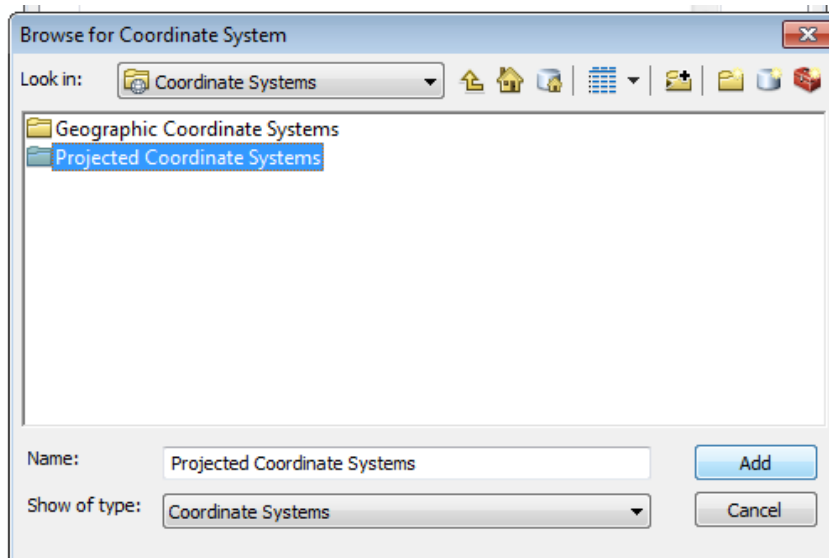 Browse for Coordinate System
Look in: Coordinate Systems
Geographic Coordinate Systems
Projected Coordinate Systems
Name: Projected Coordinate Systems Add
Show of type: Coordinate Systems Cancel